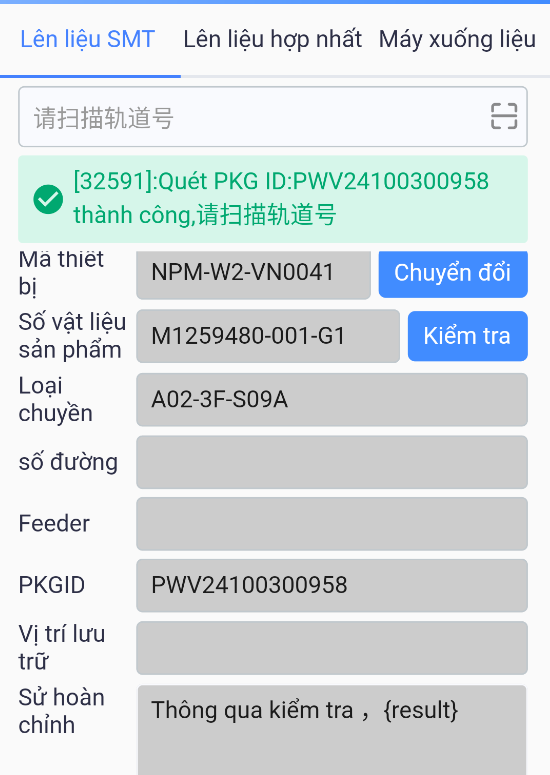 Lên liệu SMT Lên liệu hợp nhất Máy xuống liệu
请扫描轨道号
[32591]:Quét PKG ID:PWV24100300958
thành công,请扫描轨道号
Mã thiết
bị
NPM-W2-VN0041
Chuyển đổi
Số vật liệu
sản phẩm
M1259480-001-G1
Kiểm tra
Loại
chuyền
A02-3F-S09A
số đường
Feeder
PKGID
PWV24100300958
Vị trí lưu
trữ
Sử hoàn
chỉnh
Thông qua kiểm tra ，{result}